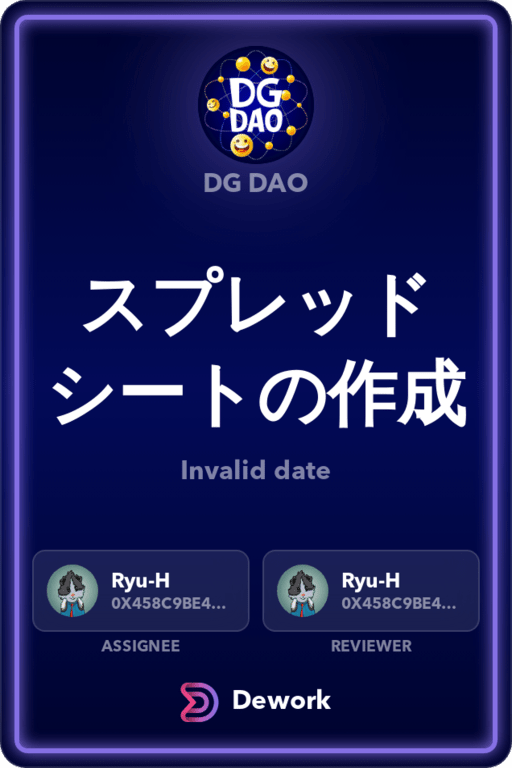 DG
DAO
DG DAO
スプレッド
シートの作成
Invalid date
Ryu-H
0X458C9BE4...
ASSIGNEE
Ryu-H
0X458C9BE4...
REVIEWER
Dework